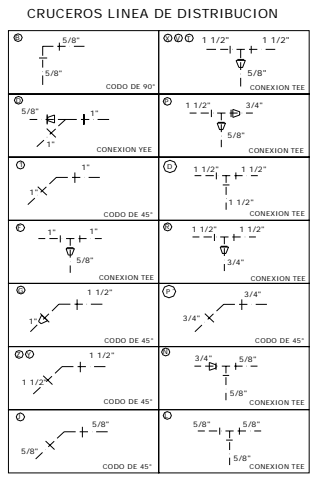 CRUCEROS LINEA DE DISTRIBUCION
S
5/8"
5/8"
CODO DE 90°
X V T
1 1/2" 1 1/2"
5/8"
CONEXION TEE
5/8" 1"
1"
CONEXION YEE
1 1/2" 3/4"
5/8"
CONEXION TEE
1"
1"
CODO DE 45°
D
1 1/2" 1 1/2"
1 1/2"
CONEXION TEE
1" 1"
5/8"
CONEXION TEE
R
1 1/2" 1 1/2"
3/4"
CONEXION TEE
G
1 1/2"
1"
CODO DE 45°
P
3/4"
3/4"
CODO DE 45°
Z Y
1 1/2"
1 1/2"
CODO DE 45°
N
3/4" 5/8"
5/8"
CONEXION TEE
J
5/8"
5/8"
CODO DE 45°
L
5/8" 5/8"
5/8"
CONEXION TEE